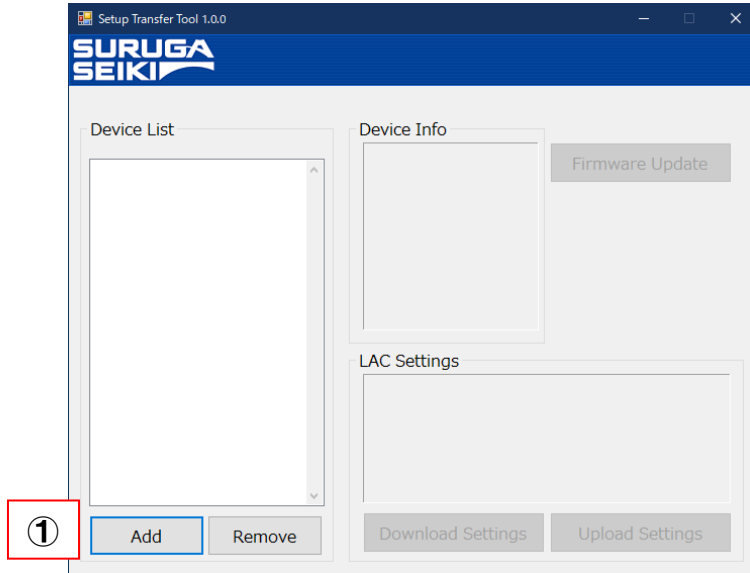 Setup Transfer Tool 1.0.0
SURUGA
SEIKI
Device List
Device Info
Firmware Update
LAC Settings
①
Add
Remove
Download Settings
Upload Settings